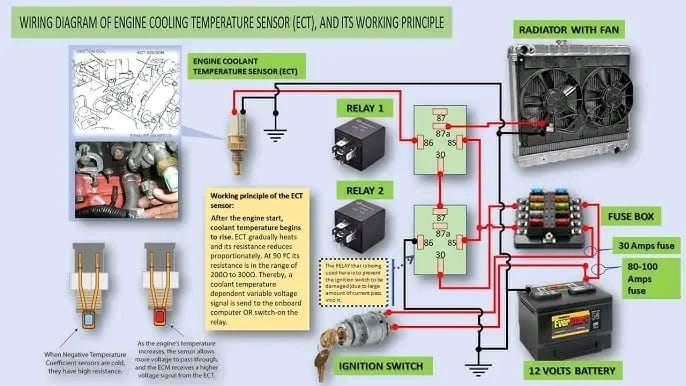 WIRING DIAGRAM OF ENGINE COOLING TEMPERATURE SENSOR (ECT), AND ITS WORKING PRINCIPLE
RADIATOR WITH FAN
IGNITION COIL
ECT SENSOR
ENGINE COOLANT
TEMPERATURE SENSOR (ECT)
RELAY 1
87
87a
86
85
30
RELAY 2
87
87a
86
85
30
Working principle of the ECT
sensor:
After the engine start,
coolant temperature begins
to rise. ECT gradually heats
and its resistance reduces
proportionately. At 90 ºC its
resistance is in the range of
200Ω to 300Ω. Thereby, a
coolant temperature
dependent variable voltage
signal is send to the onboard
computer OR switch-on the
relay.
The RELAY that is being
used here is to prevent
the ignition switch to be
damaged (due to large
amount of current pass
into it.
FUSE BOX
30 Amps fuse
80-100
Amps
fuse
When Negative Temperature
Coefficient sensors are cold,
they have high resistance.
As the engine's temperature
increases, the sensor allows
more voltage to pass through,
and the ECM receives a higher
voltage signal from the ECT.
IGNITION SWITCH
12 VOLTS BATTERY